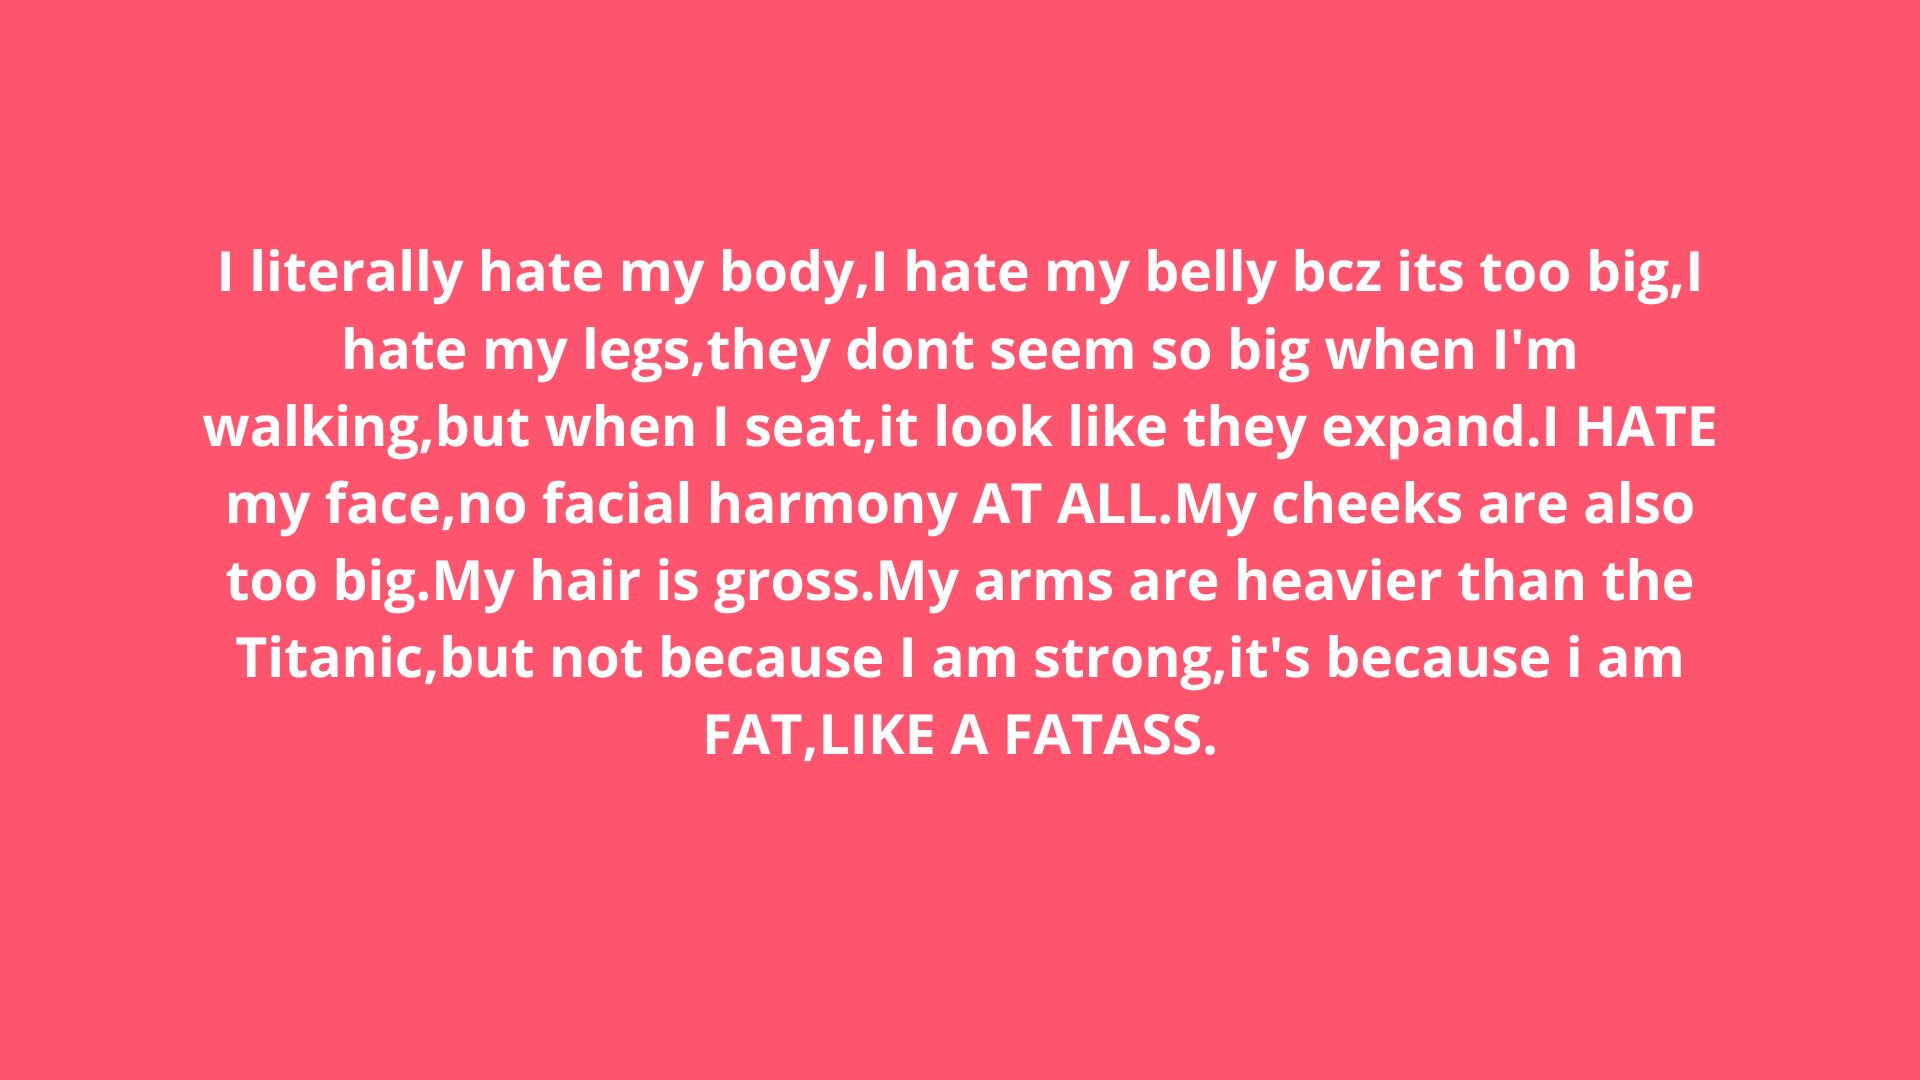 I literally hate my body,I hate my belly bcz its too big,I
hate my legs,they dont seem so big when I'm
walking,but when I seat,it look like they expand.I HATE
my face,no facial harmony AT ALL.My cheeks are also
too big.My hair is gross.My arms are heavier than the
Titanic,but not because I am strong,it's because i am
FAT,LIKE A FATASS.